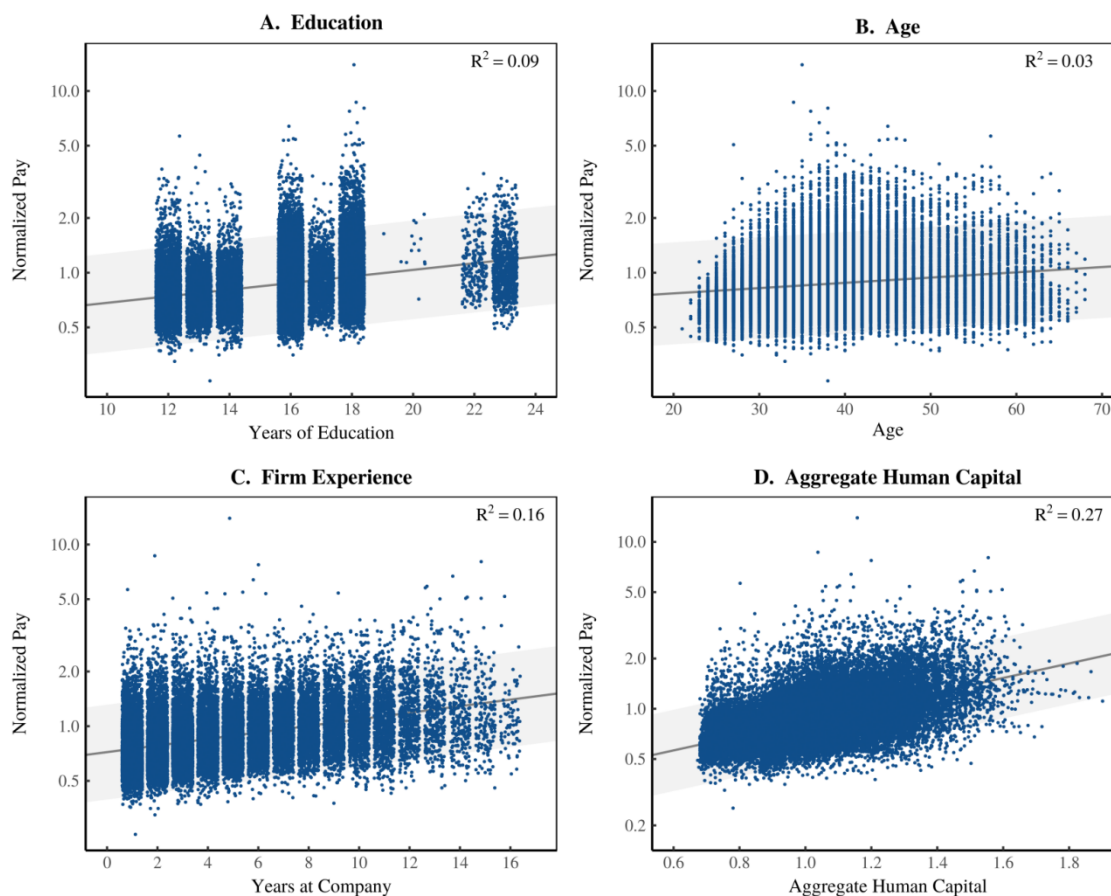 A. Education
R² = 0.09
Normalized Pay
10.0
5.0
2.0
1.0
0.5
10 12 14 16 18 20 22 24
Years of Education
B. Age
R² = 0.03
Normalized Pay
10.0
5.0
2.0
1.0
0.5
20 30 40 50 60 70
Age
C. Firm Experience
R² = 0.16
Normalized Pay
10.0
5.0
2.0
1.0
0.5
0 2 4 6 8 10 12 14 16
Years at Company
D. Aggregate Human Capital
R² = 0.27
Normalized Pay
10.0
5.0
2.0
1.0
0.5
0.2
0.6 0.8 1.0 1.2 1.4 1.6 1.8
Aggregate Human Capital